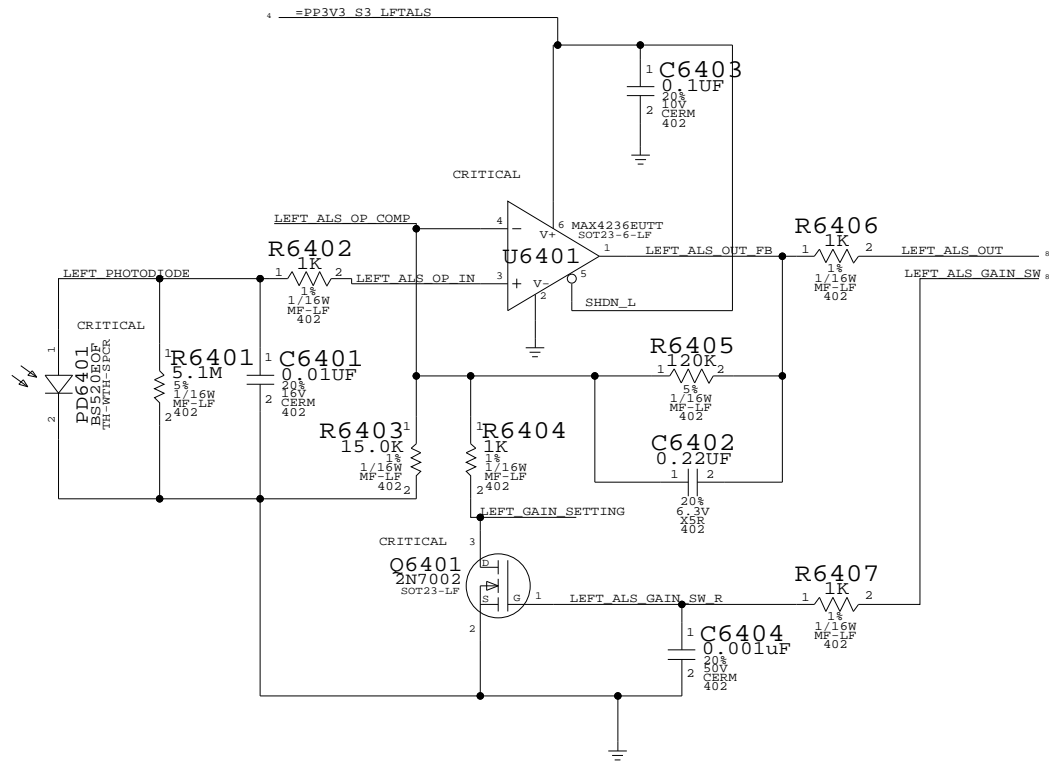 4 =PP3V3_S3_LFTALS
1 C6403
0.1UF
20%
10V
2 CERM
402
CRITICAL
LEFT_ALS_OP_COMP
4 - V+ 6 MAX4236EUTT
SOT23-6-LF
U6401 1 LEFT_ALS_OUT_FB
3 + V- 2 5
SHDN_L
R6406
1K
1 2 LEFT_ALS_OUT 8
1%
1/16W
MF-LF
402
LEFT_ALS_GAIN_SW 8
LEFT_PHOTODIODE
R6402
1K
1 2 LEFT_ALS_OP_IN
1%
1/16W
MF-LF
402
CRITICAL
1
PD6401
BS520EOF
TH-WTH-SPCR
2
1 R6401
5.1M
5%
1/16W
MF-LF
402
2
1 C6401
0.01UF
20%
16V
2 CERM
402
R6405
120K
1 2
5%
1/16W
MF-LF
402
R6403 1
15.0K
1%
1/16W
MF-LF
402
2
1 R6404
1K
1%
1/16W
MF-LF
402
2
C6402
0.22UF
1 2
20%
6.3V
X5R
402
LEFT_GAIN_SETTING
CRITICAL 3
Q6401
2N7002
SOT23-LF
D
S G 1
2
LEFT_ALS_GAIN_SW_R
R6407
1K
1 2
1%
1/16W
MF-LF
402
1 C6404
0.001uF
20%
50V
2 CERM
402